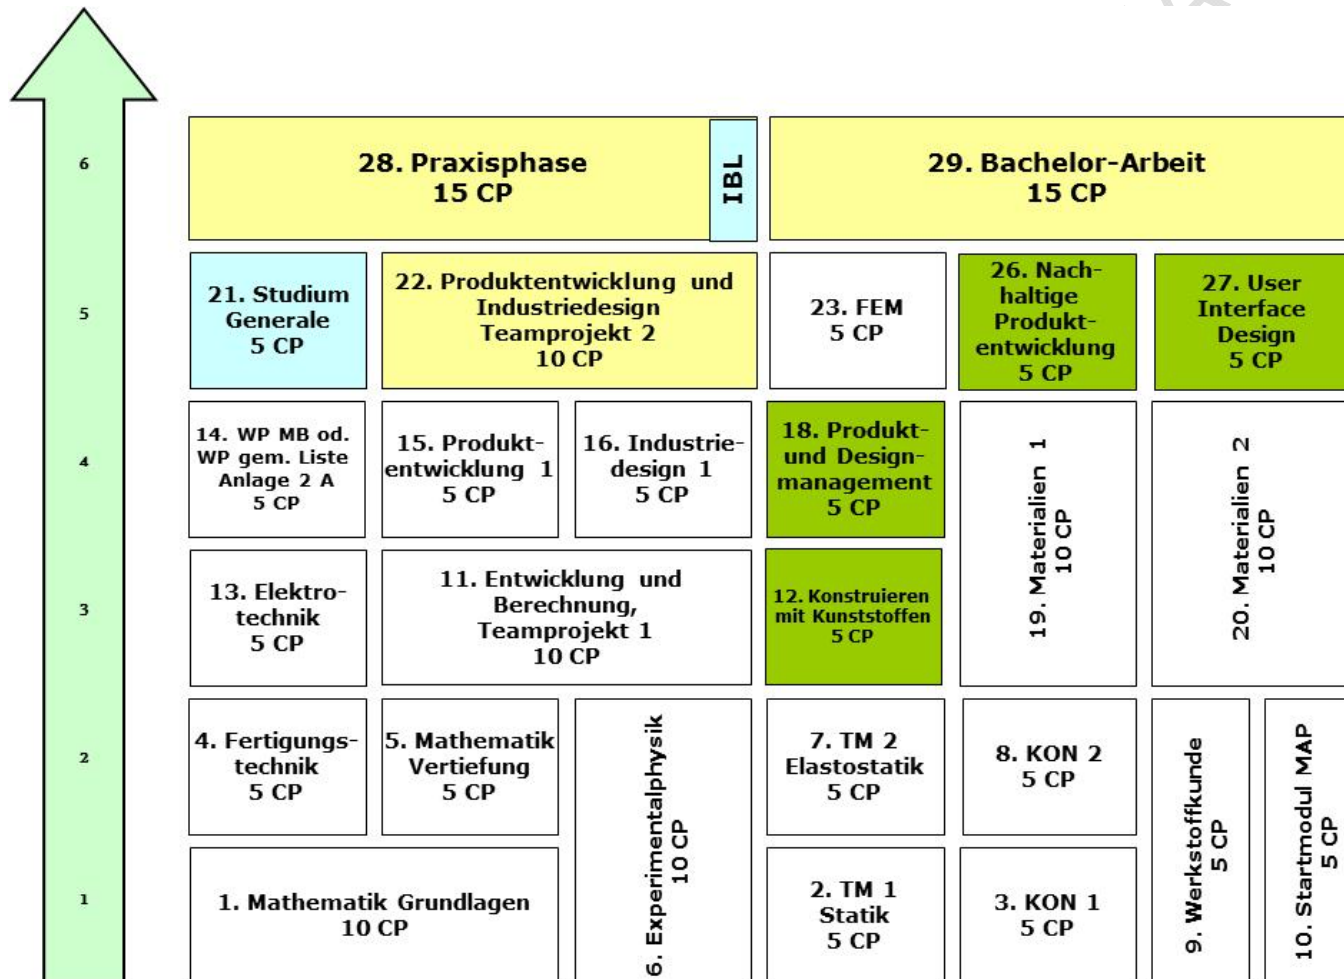 6
28. Praxisphase
15 CP
IBL
29. Bachelor-Arbeit
15 CP
5
21. Studium
Generale
5 CP
22. Produktentwicklung und
Industriedesign
Teamprojekt 2
10 CP
23. FEM
5 CP
26. Nach-
haltige
Produkt-
entwicklung
5 CP
27. User
Interface
Design
5 CP
4
14. WP MB od.
WP gem. Liste
Anlage 2 A
5 CP
15. Produkt-
entwicklung 1
5 CP
16. Industrie-
design 1
5 CP
18. Produkt-
und Design-
management
5 CP
19. Materialien 1
10 CP
20. Materialien 2
10 CP
3
13. Elektro-
technik
5 CP
11. Entwicklung und
Berechnung,
Teamprojekt 1
10 CP
12. Konstruieren
mit Kunststoffen
5 CP
2
4. Fertigungs-
technik
5 CP
5. Mathematik
Vertiefung
5 CP
6. Experimentalphysik
10 CP
7. TM 2
Elastostatik
5 CP
8. KON 2
5 CP
9. Werkstoffkunde
5 CP
10. Startmodul MAP
5 CP
1
1. Mathematik Grundlagen
10 CP
2. TM 1
Statik
5 CP
3. KON 1
5 CP